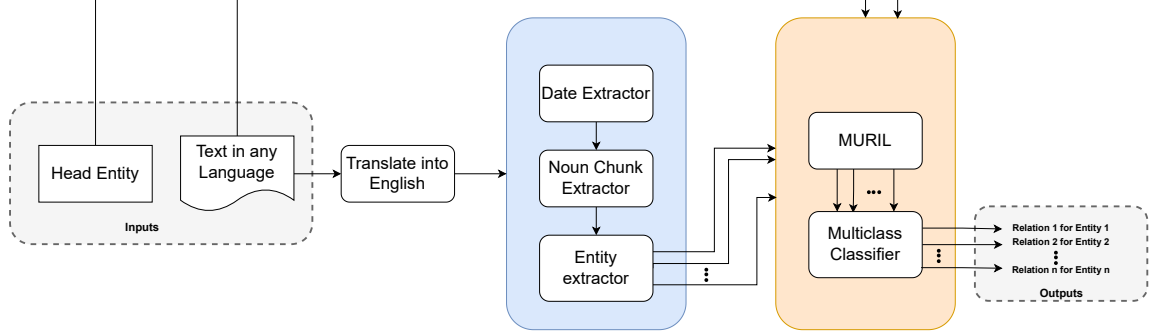 Head Entity
Text in any
Language
Inputs
Translate into
English
Date Extractor
Noun Chunk
Extractor
Entity
extractor
MURIL
Multiclass
Classifier
Relation 1 for Entity 1
Relation 2 for Entity 2
Relation n for Entity n
Outputs